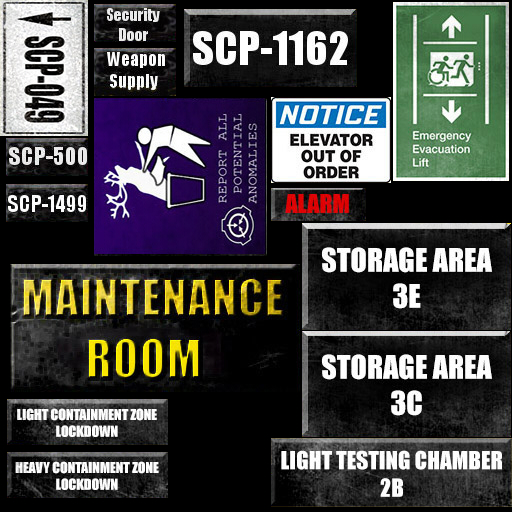 SCP-049
Security
Door
Weapon
Supply
SCP-1162
Emergency
Evacuation
Lift
SCP-500
SCP-1499
REPORT ALL
POTENTIAL
ANOMALIES
NOTICE
ELEVATOR
OUT OF
ORDER
ALARM
STORAGE AREA
3E
MAINTENANCE
ROOM
STORAGE AREA
3C
LIGHT CONTAINMENT ZONE
LOCKDOWN
HEAVY CONTAINMENT ZONE
LOCKDOWN
LIGHT TESTING CHAMBER
2B